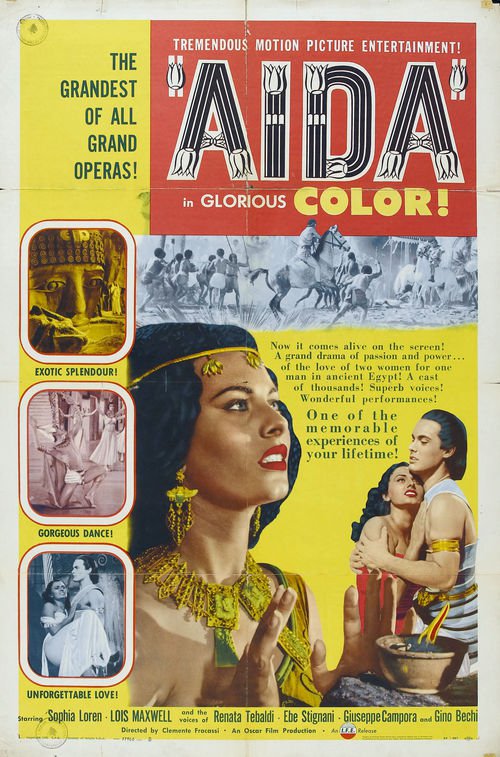 TREMENDOUS MOTION PICTURE ENTERTAINMENT!
THE
GRANDEST
OF ALL
GRAND
OPERAS!
"AIDA"
in GLORIOUS COLOR!
EXOTIC SPLENDOUR!
GORGEOUS DANCE!
UNFORGETTABLE LOVE!
Now it comes alive on the screen!
A grand drama of passion and power...
of the love of two women for one
man in ancient Egypt! A cast
of thousands! Superb voices!
Wonderful performances!
One of the
memorable
experiences of
your lifetime!
Starring Sophia Loren · LOIS MAXWELL and the voices of Renata Tebaldi · Ebe Stignani · Giuseppe Campora and Gino Bechi
Directed by Clemente Fracassi · An Oscar Film Production · An I.F.E. Release